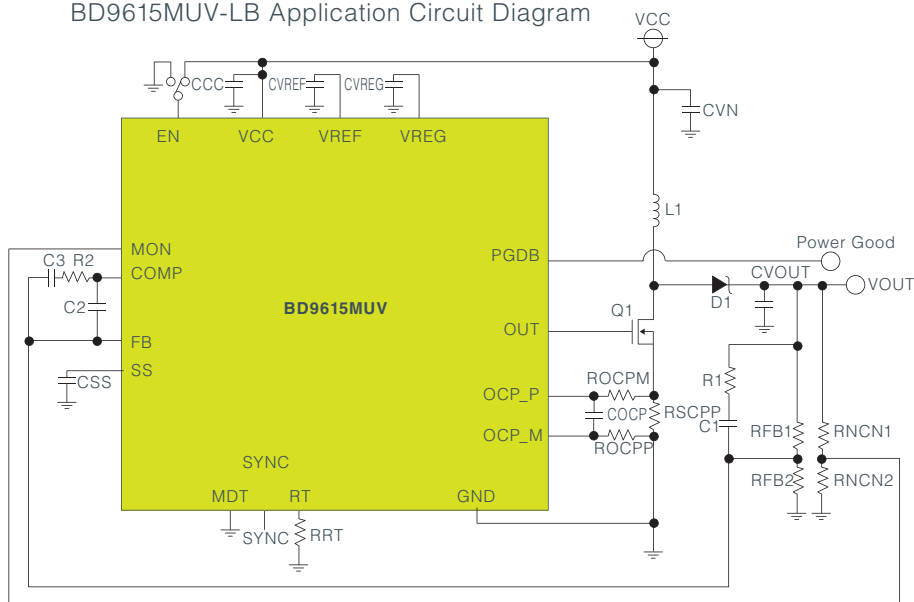 BD9615MUV-LB Application Circuit Diagram
VCC
CCC
CVREF
CVREG
CVN
EN
VCC
VREF
VREG
L1
MON
PGDB
Power Good
C3 R2
COMP
CVOUT
VOUT
D1
C2
BD9615MUV
Q1
OUT
FB
SS
CSS
ROCPM
R1
OCP_P
COCP
RSCPP
C1
OCP_M
ROCPP
RFB1
RNCN1
SYNC
RFB2
RNCN2
MDT
RT
GND
SYNC
RRT